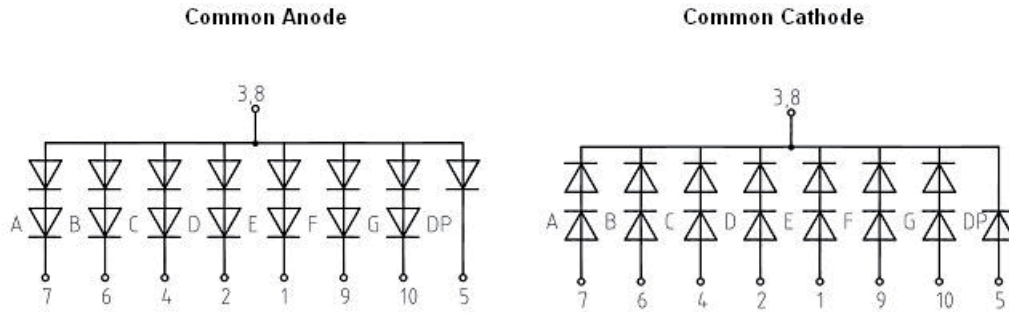 Common Anode Common Cathode
3,8 3,8
A B C D E F G DP A B C D E F G DP
7 6 4 2 1 9 10 5 7 6 4 2 1 9 10 5